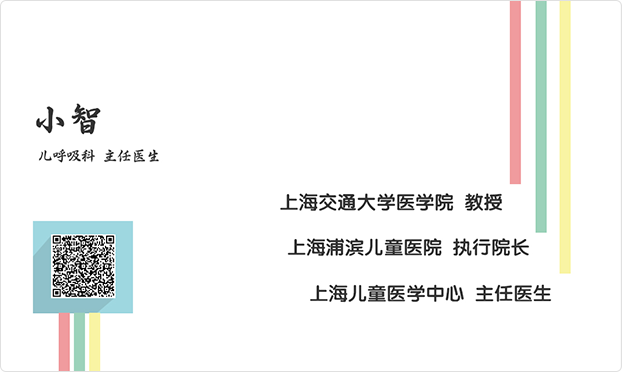 小智
儿呼吸科 主任医生
上海交通大学医学院 教授
上海浦滨儿童医院 执行院长
上海儿童医学中心 主任医生